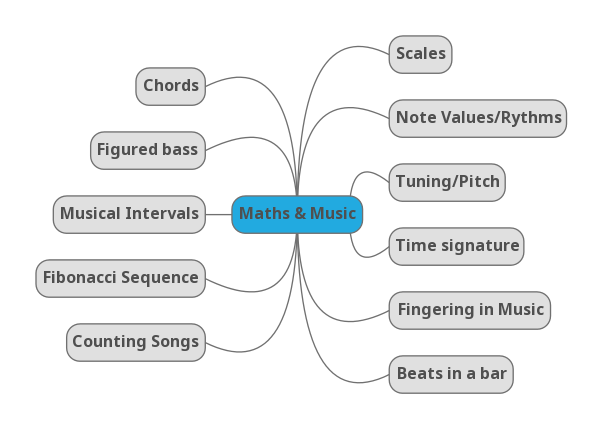 Scales
Chords
Note Values/Rythms
Figured bass
Tuning/Pitch
Musical Intervals
Maths & Music
Time signature
Fibonacci Sequence
Fingering in Music
Counting Songs
Beats in a bar